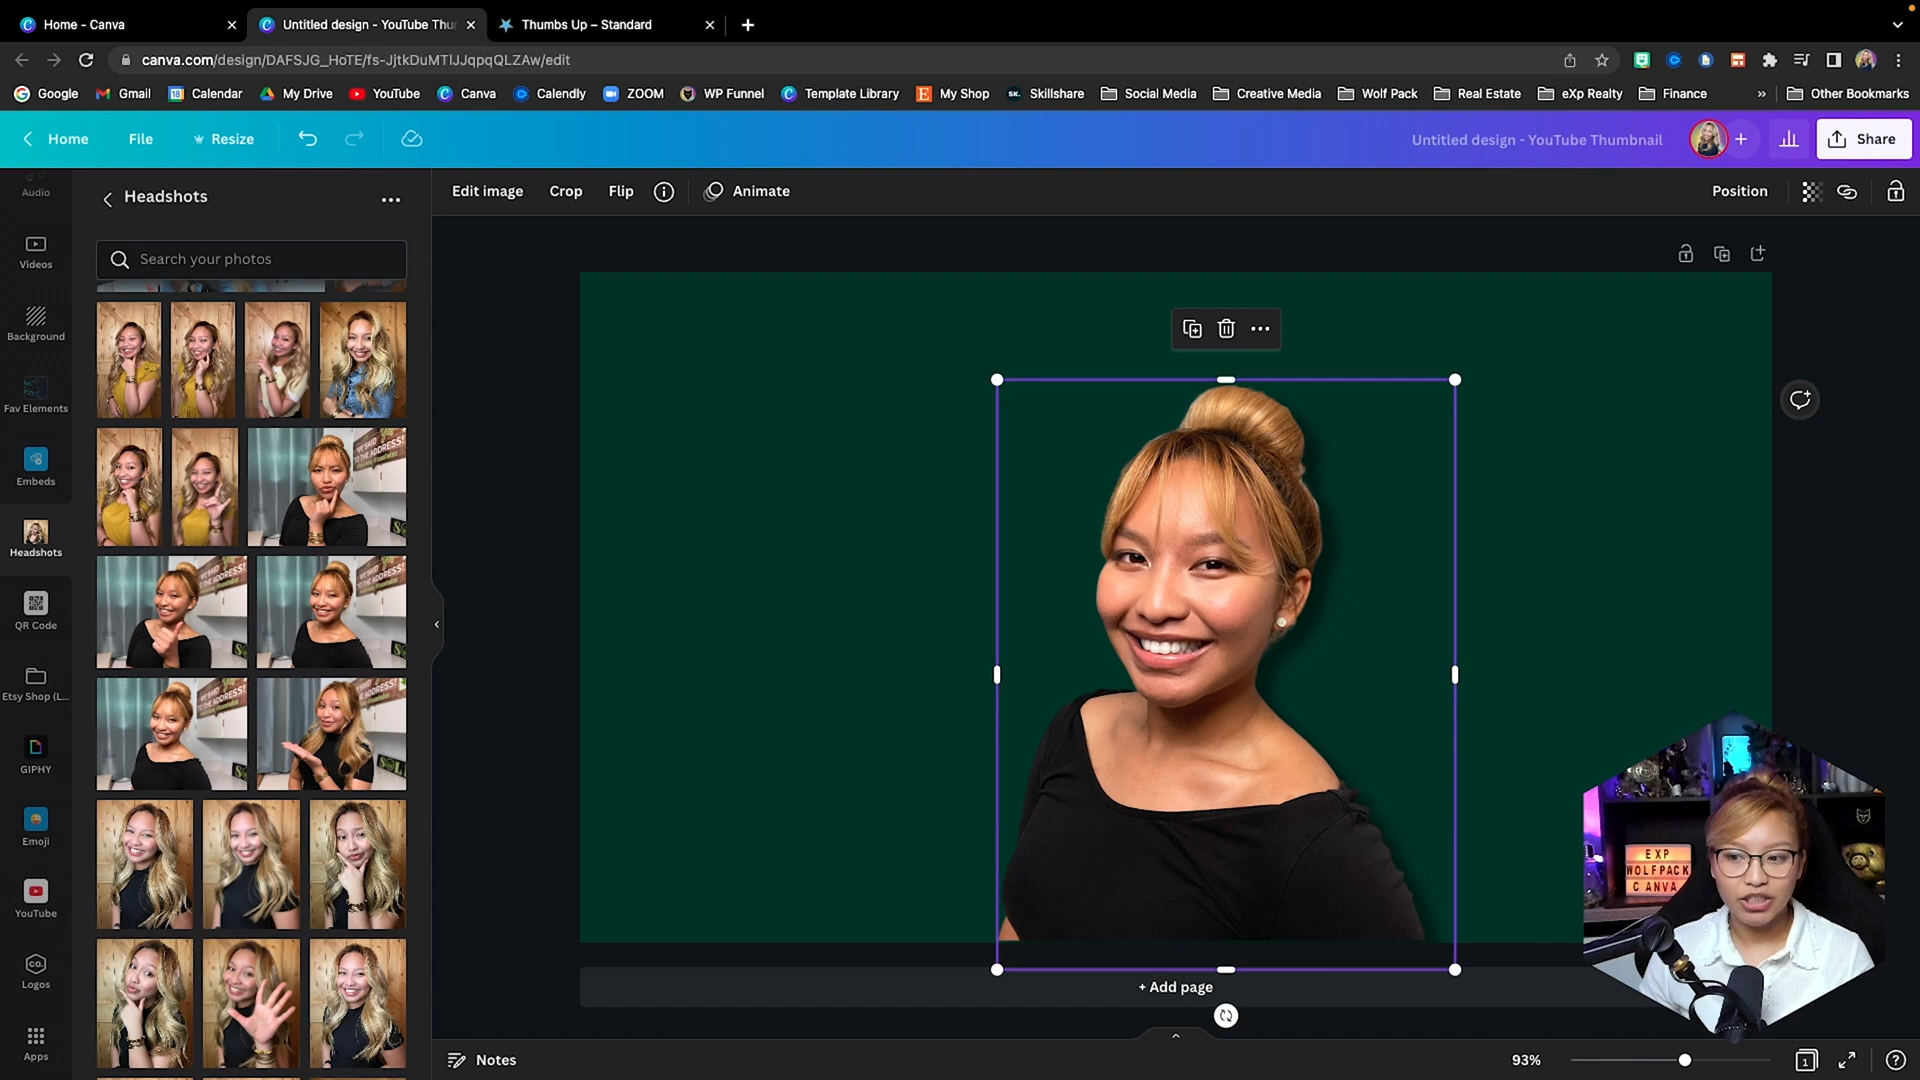 Home - Canva
Untitled design - YouTube Thu
Thumbs Up – Standard
canva.com/design/DAFSJG_HoTE/fs-JjtkDuMTlJJqpqQLZAw/edit
Google
Gmail
Calendar
My Drive
YouTube
Canva
Calendly
ZOOM
WP Funnel
Template Library
My Shop
Skillshare
Social Media
Creative Media
Wolf Pack
Real Estate
eXp Realty
Finance
Other Bookmarks
Home
File
Resize
Untitled design - YouTube Thumbnail
Share
Audio
Videos
Background
Fav Elements
Embeds
Headshots
QR Code
Etsy Shop (L...
GIPHY
Emoji
YouTube
Logos
Apps
Headshots
Search your photos
Edit image
Crop
Flip
Animate
Position
+ Add page
EXP
WOLFPACK
CANVA
Notes
93%
1